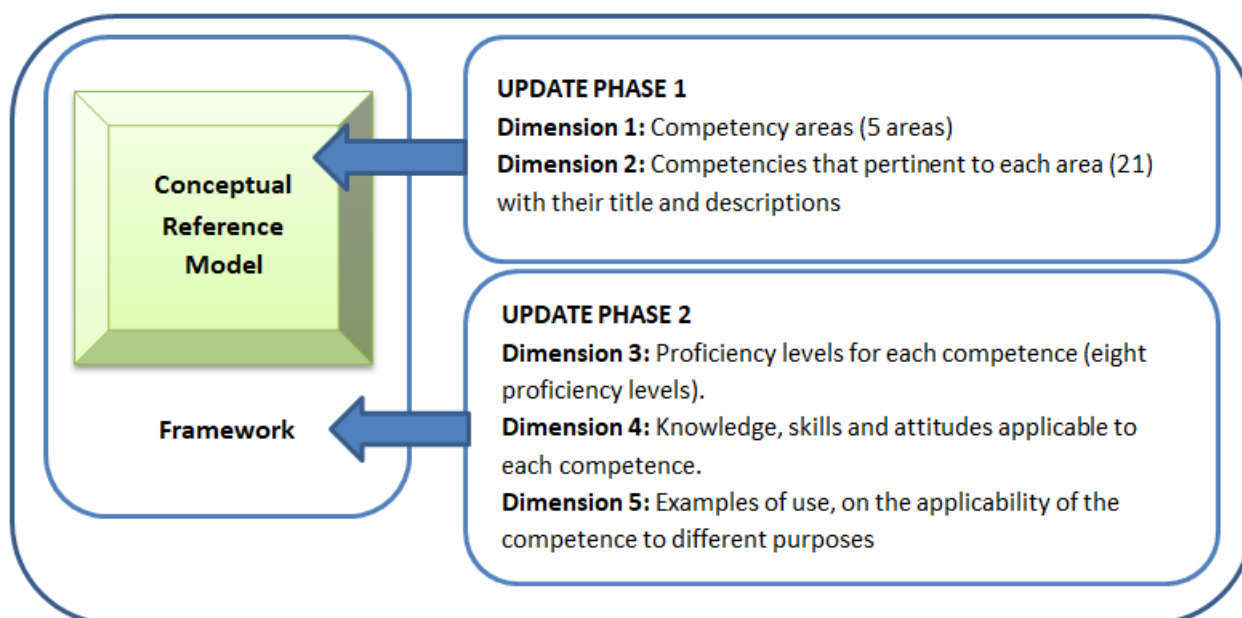 Conceptual
Reference
Model
Framework
UPDATE PHASE 1
Dimension 1: Competency areas (5 areas)
Dimension 2: Competencies that pertinent to each area (21)
with their title and descriptions
UPDATE PHASE 2
Dimension 3: Proficiency levels for each competence (eight
proficiency levels).
Dimension 4: Knowledge, skills and attitudes applicable to
each competence.
Dimension 5: Examples of use, on the applicability of the
competence to different purposes